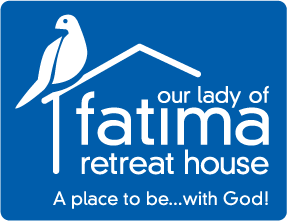 our lady of
fatima
retreat house
A place to be...with God!